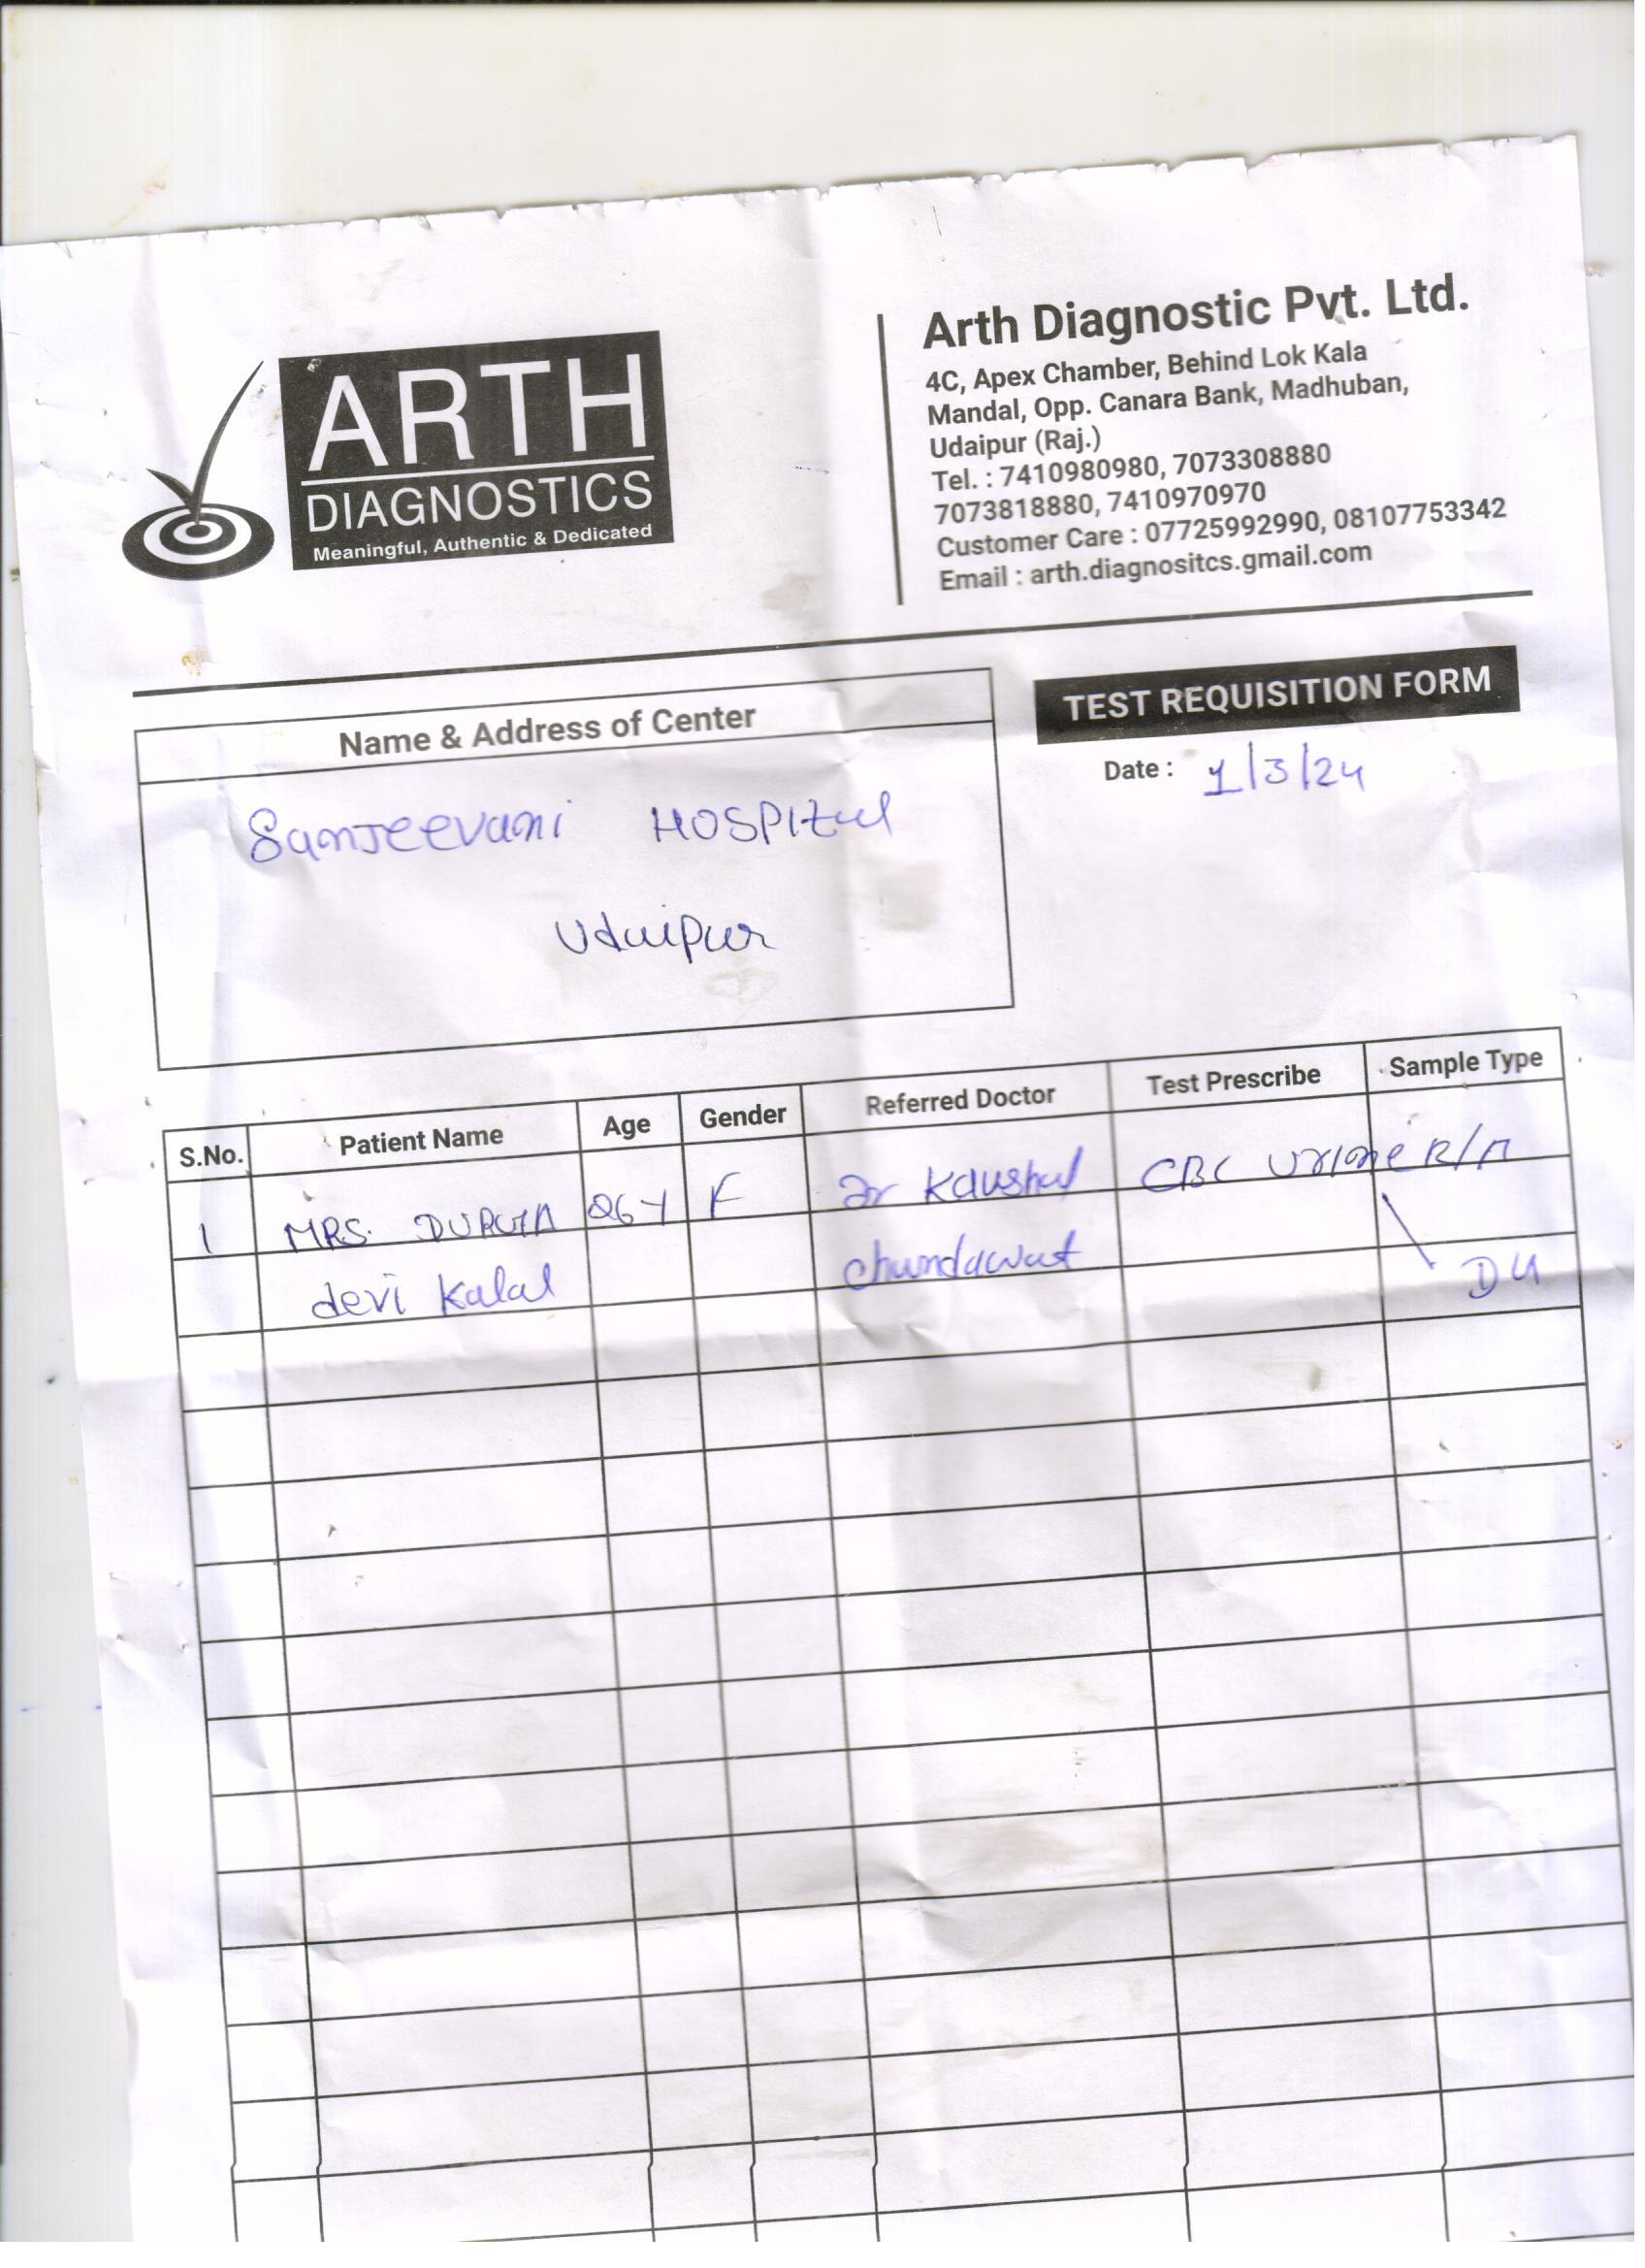 ARTH
DIAGNOSTICS
Meaningful, Authentic & Dedicated
Arth Diagnostic Pvt. Ltd.
4C, Apex Chamber, Behind Lok Kala
Mandal, Opp. Canara Bank, Madhuban,
Udaipur (Raj.)
Tel. : 7410980980, 7073308880
7073818880, 7410970970
Customer Care : 07725992990, 08107753342
Email : arth.diagnositcs.gmail.com
Name & Address of Center
Sanjeevani HOSPItal
Udaipur
TEST REQUISITION FORM
Date : 1/3/24
S.No. Patient Name Age Gender Referred Doctor Test Prescribe Sample Type
1 MRS. DURGA 26 Y F Dr Kaushal CBC Urine R/M
devi Kalal chundawat